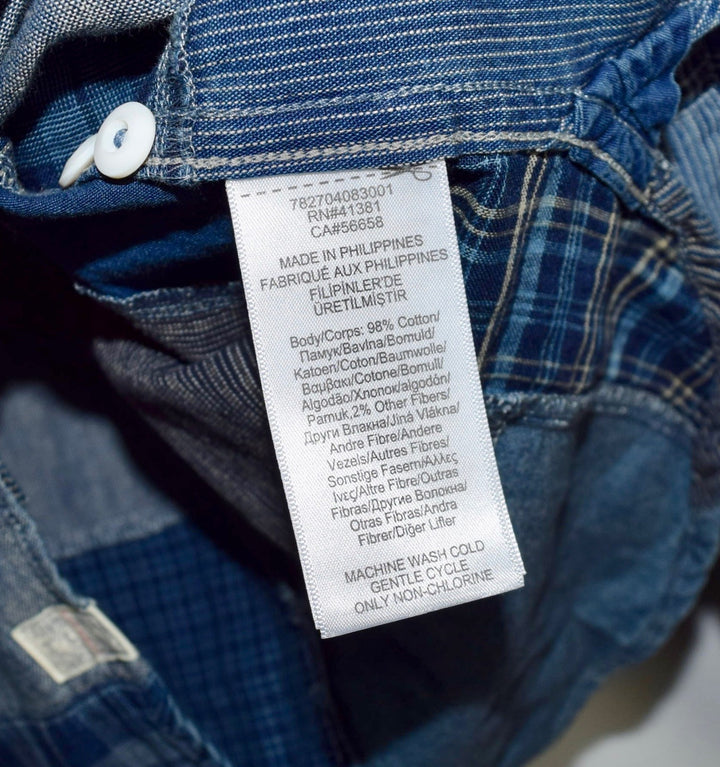 782704083001
RN#41381
CA#56658
MADE IN PHILIPPINES
FABRIQUÉ AUX PHILIPPINES
FİLİPİNLER'DE
ÜRETİLMİŞTİR
Body/Corps: 98% Cotton/
Памук/Bavlna/Bomuld/
Katoen/Coton/Baumwolle/
Βαμβακι/Cotone/Bomull/
Algodão/Хлопок/algodón/
Pamuk,2% Other Fibers/
Други Влакна/Jiná Vlákna/
Andre Fibre/Andere
Vezels/Autres Fibres/
Sonstige Fasern/Αλλες
Ινες/Altre Fibre/Outras
Fibras/Другие Волокна/
Otras Fibras/Andra
Fibrer/Diğer Lifler
MACHINE WASH COLD
GENTLE CYCLE
ONLY NON-CHLORINE